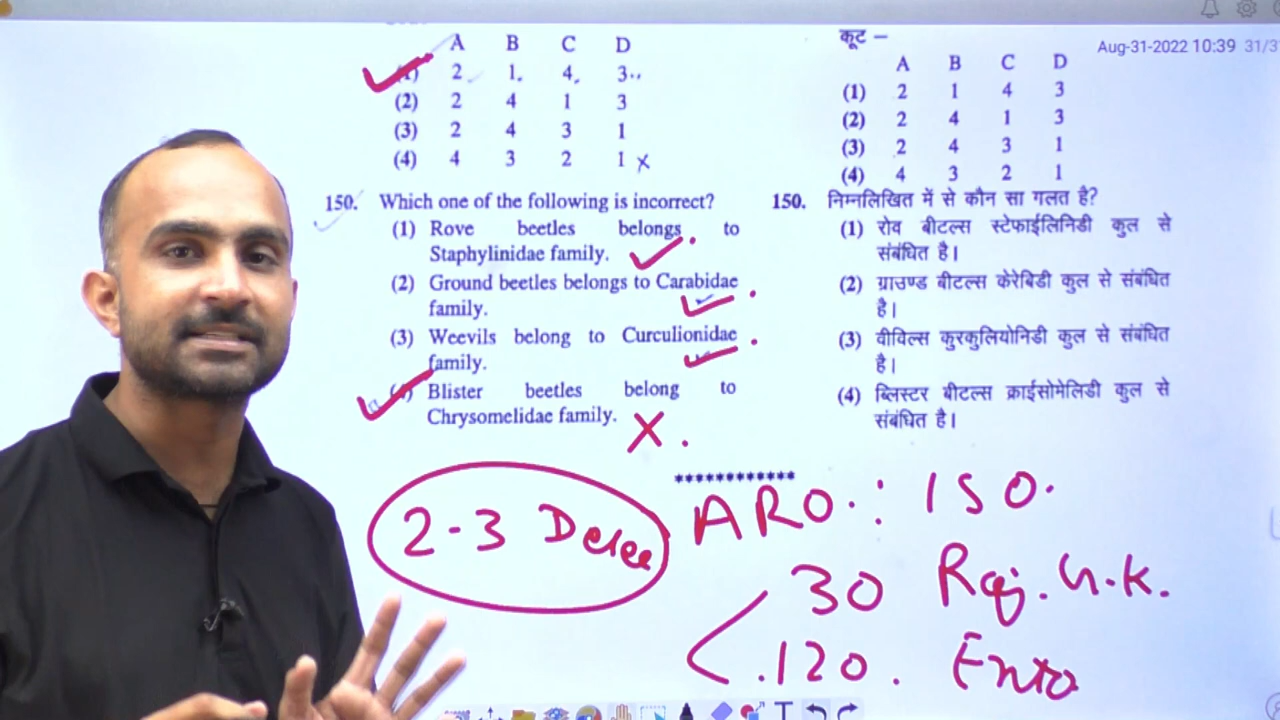 A B C D
(1) 2 1 4 3
(2) 2 4 1 3
(3) 2 4 3 1
(4) 4 3 2 1 x
150. Which one of the following is incorrect?
(1) Rove beetles belongs to
Staphylinidae family.
(2) Ground beetles belongs to Carabidae
family.
(3) Weevils belong to Curculionidae
family.
(4) Blister beetles belong to
Chrysomelidae family. X.
************
कूट –
Aug-31-2022 10:39 31/3
A B C D
(1) 2 1 4 3
(2) 2 4 1 3
(3) 2 4 3 1
(4) 4 3 2 1
150. निम्नलिखित में से कौन सा गलत है?
(1) रोव बीटल्स स्टेफाईलिनिडी कुल से
संबंधित है।
(2) ग्राउण्ड बीटल्स केरेबिडी कुल से संबंधित
है।
(3) वीविल्स कुरकुलियोनिडी कुल से संबंधित
है।
(4) ब्लिस्टर बीटल्स क्राईसोमेलिडी कुल से
संबंधित है।
2-3 ARO. : 150.
30 Raj. G.K.
.120. Ento